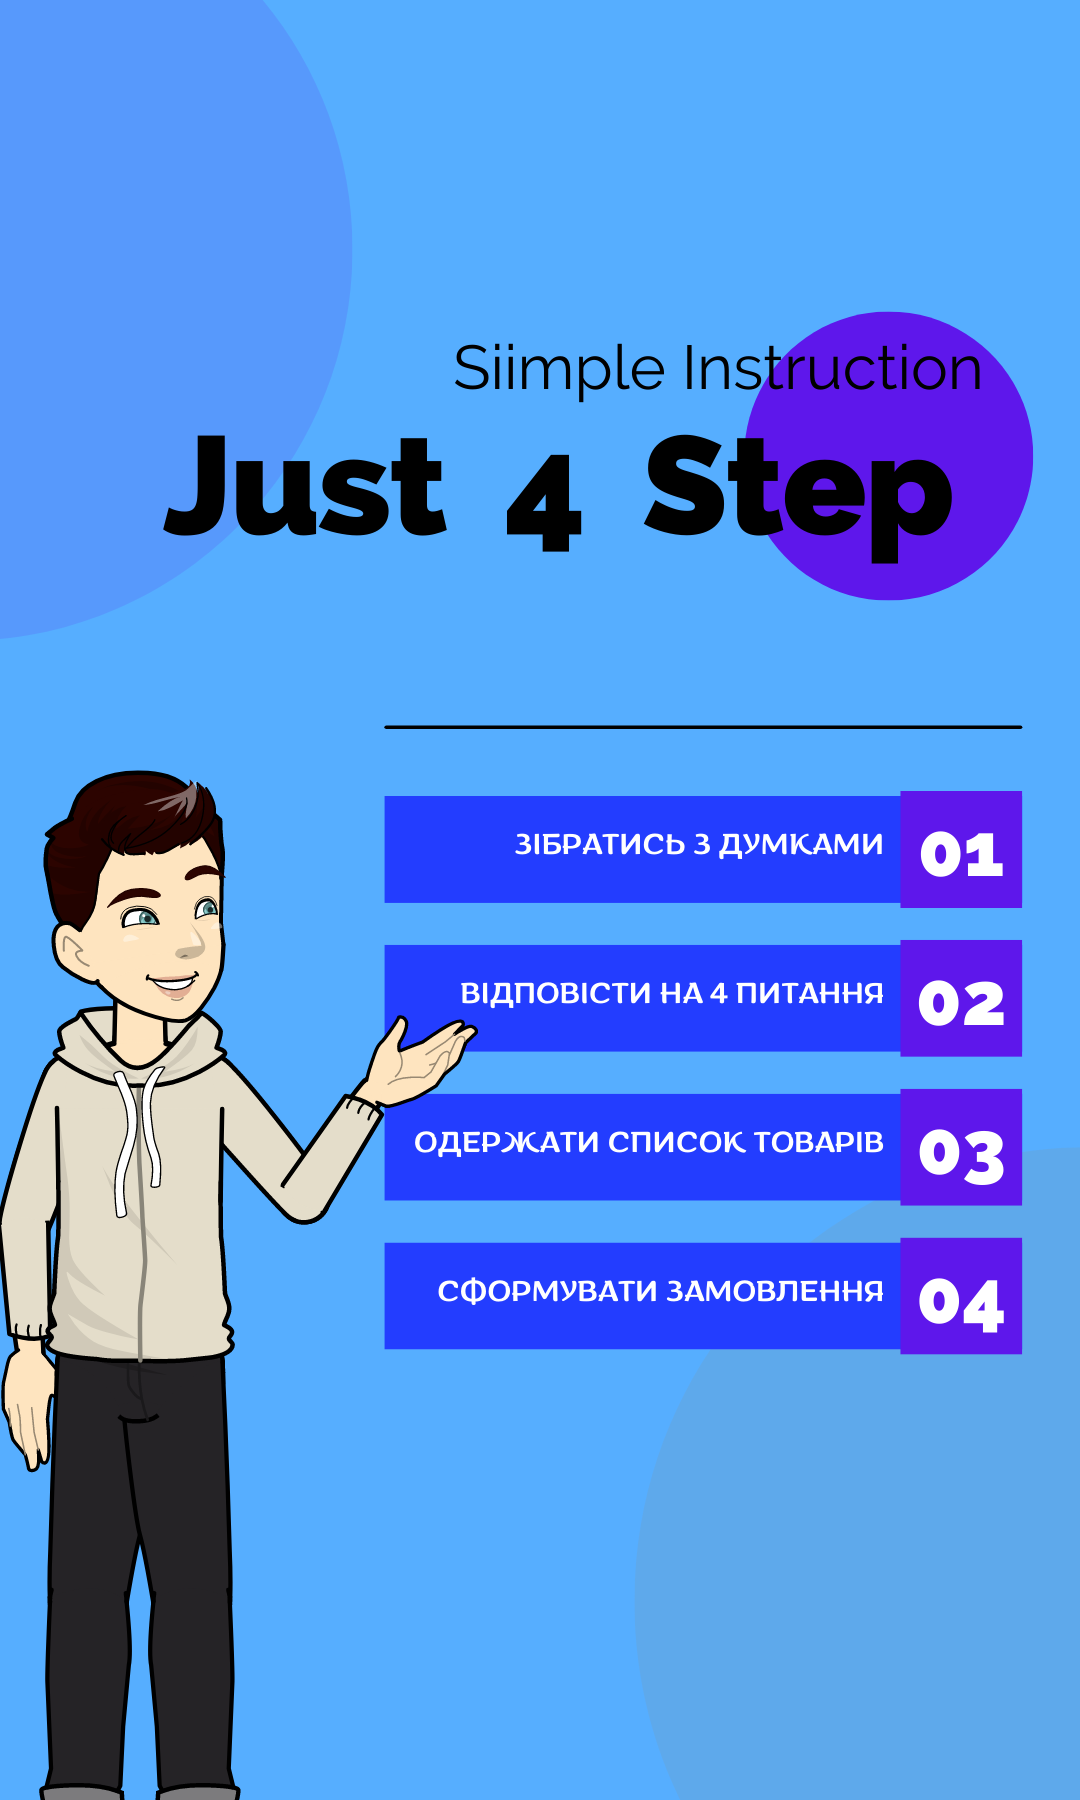 Siimple Instruction
Just 4 Step
ЗІБРАТИСЬ З ДУМКАМИ 01
ВІДПОВІСТИ НА 4 ПИТАННЯ 02
ОДЕРЖАТИ СПИСОК ТОВАРІВ 03
СФОРМУВАТИ ЗАМОВЛЕННЯ 04